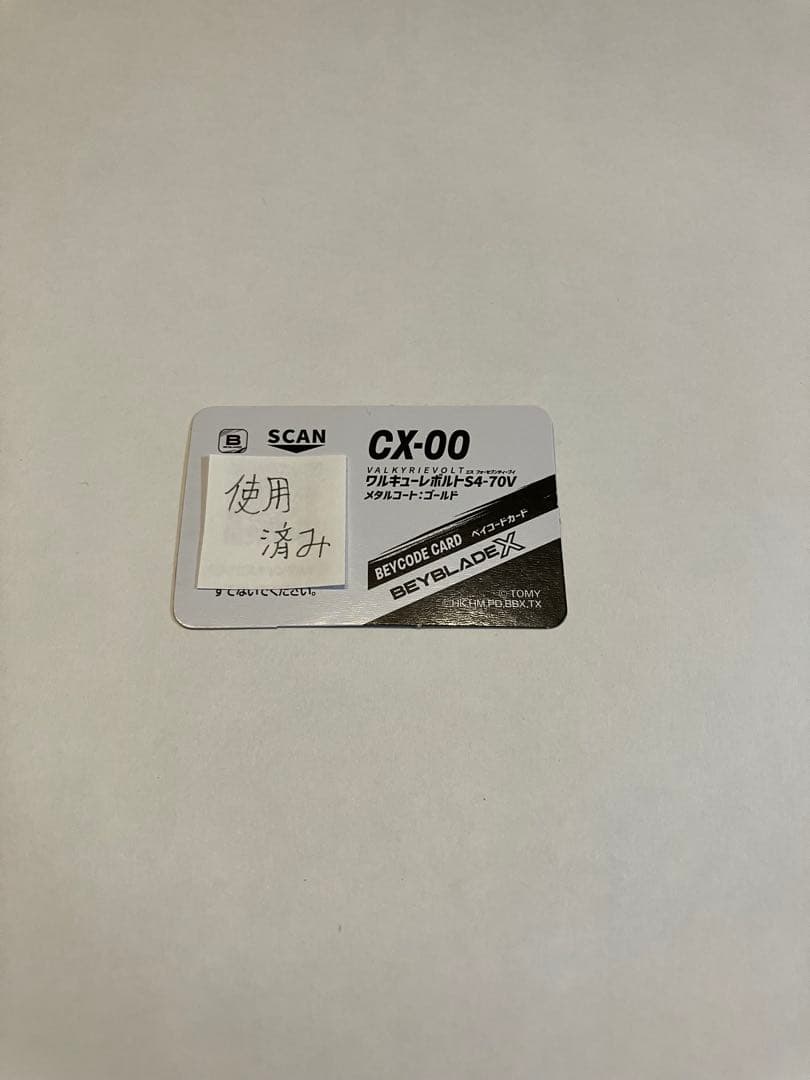 B
SCAN
使用
済み
すてないでください。
CX-00
VALKYRIEVOLT エス フォーセブンティーブイ
ワルキューレボルトS4-70V
メタルコート:ゴールド
BEYCODE CARD ベイコードカード
BEYBLADE X
©TOMY
©HK,HM,PD,BBX,TX